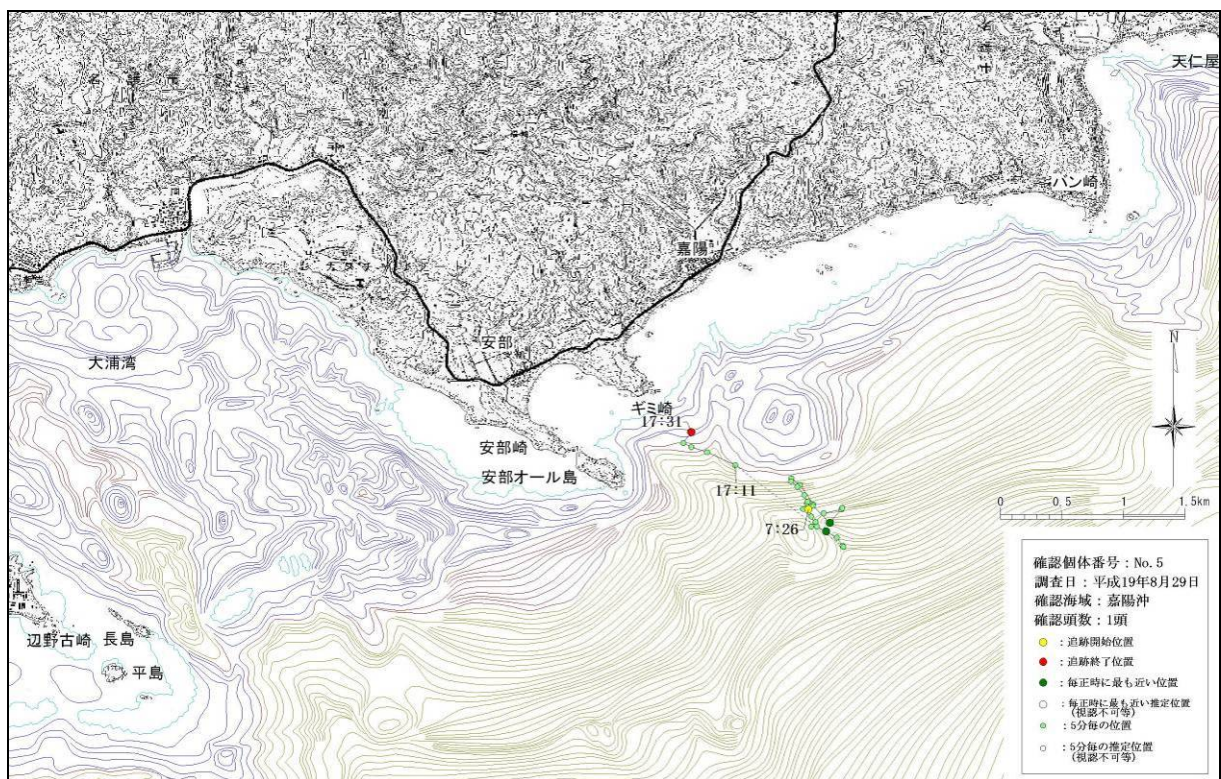 天仁屋
バン崎
嘉陽
安部
大浦湾
ギミ崎
17:31
安部崎
安部オール島
17:11
7:26
辺野古崎
長島
平島
N
0 0.5 1 1.5km
確認個体番号:No.5
調査日:平成19年8月29日
確認海域:嘉陽沖
確認頭数:1頭
:追跡開始位置
:追跡終了位置
:毎正時に最も近い位置
:毎正時に最も近い推定位置
(視認不可等)
:5分毎の位置
:5分毎の推定位置
(視認不可等)